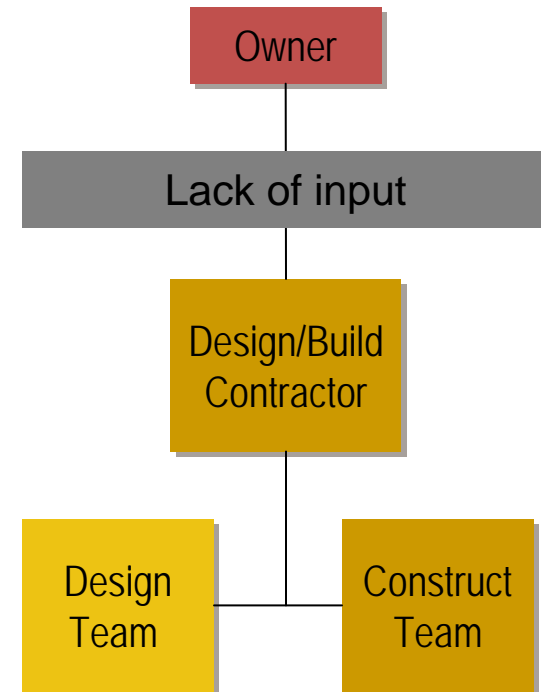 Owner
Lack of input
Design/Build
Contractor
Design
Team
Construct
Team